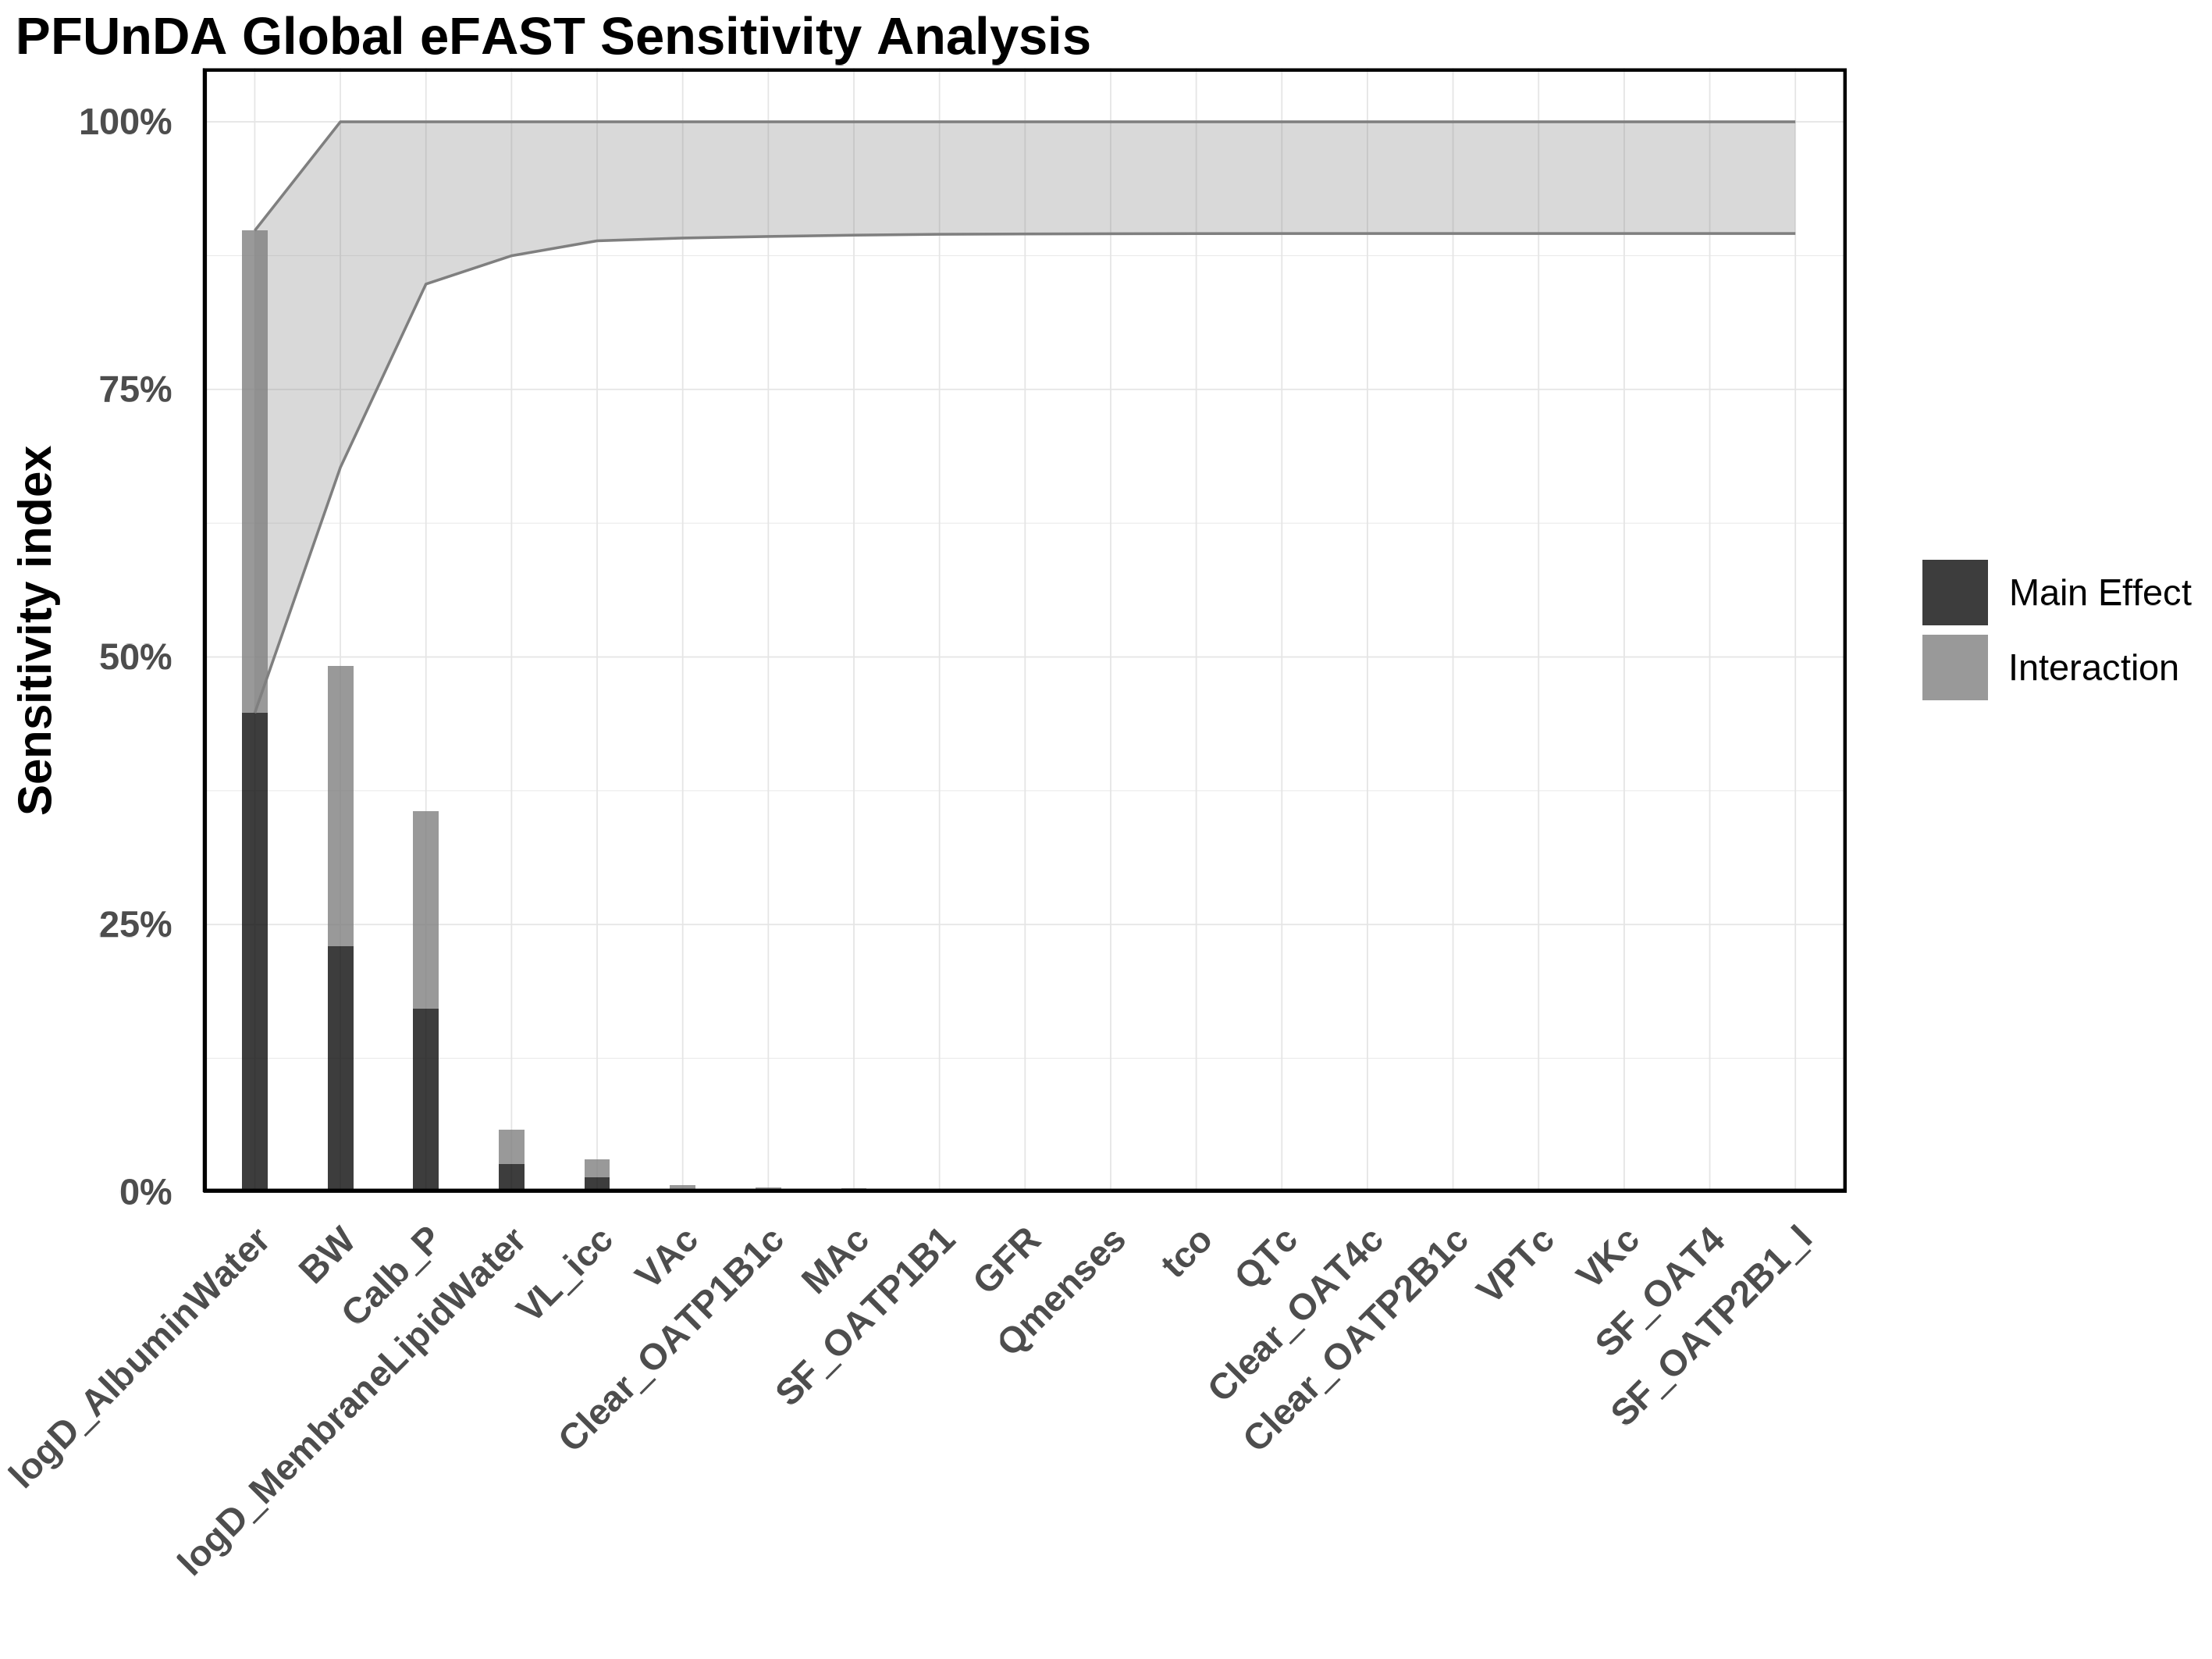 PFUnDA Global eFAST Sensitivity Analysis
Sensitivity index
100%
75%
50%
25%
0%
logD_AlbuminWater
BW
Calb_P
logD_MembraneLipidWater
VL_icc
VAc
Clear_OATP1B1c
MAc
SF_OATP1B1
GFR
Qmenses
tco
QTc
Clear_OAT4c
Clear_OATP2B1c
VPTc
VKc
SF_OAT4
SF_OATP2B1_l
Main Effect
Interaction